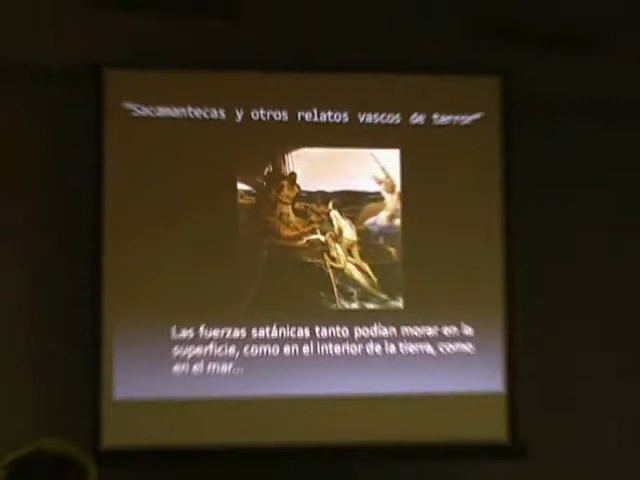 "Sacamantecas y otros relatos vascos de terror"
Las fuerzas satánicas tanto podían morar en la
superficie, como en el interior de la tierra, como
en el mar...